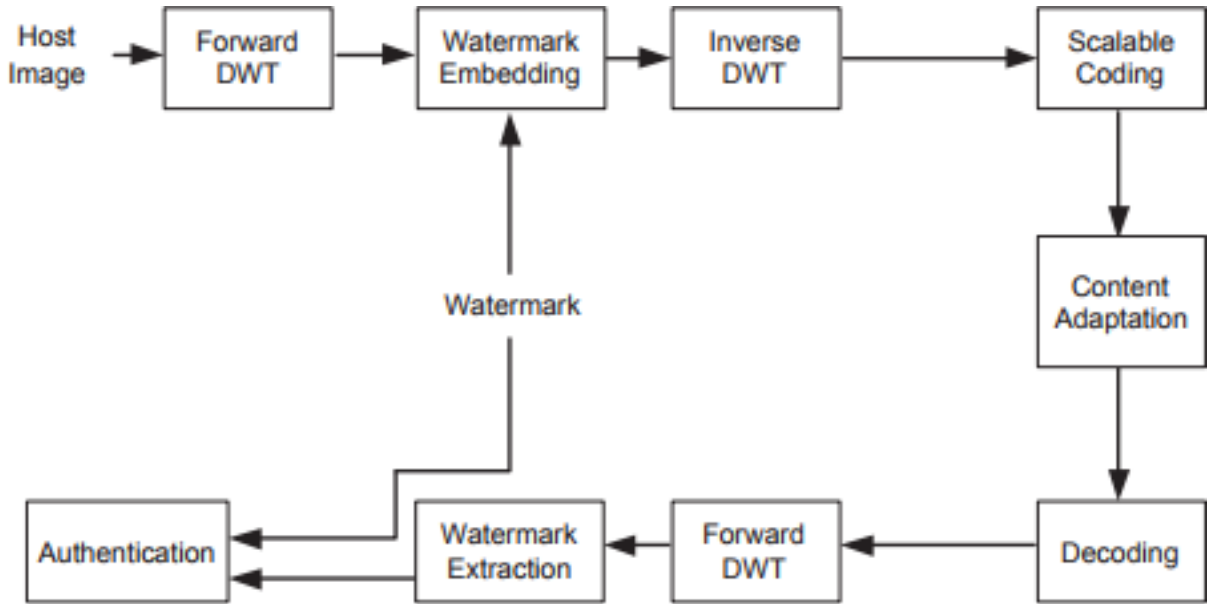 Host
Image
Forward
DWT
Watermark
Embedding
Inverse
DWT
Scalable
Coding
Content
Adaptation
Watermark
Authentication
Watermark
Extraction
Forward
DWT
Decoding